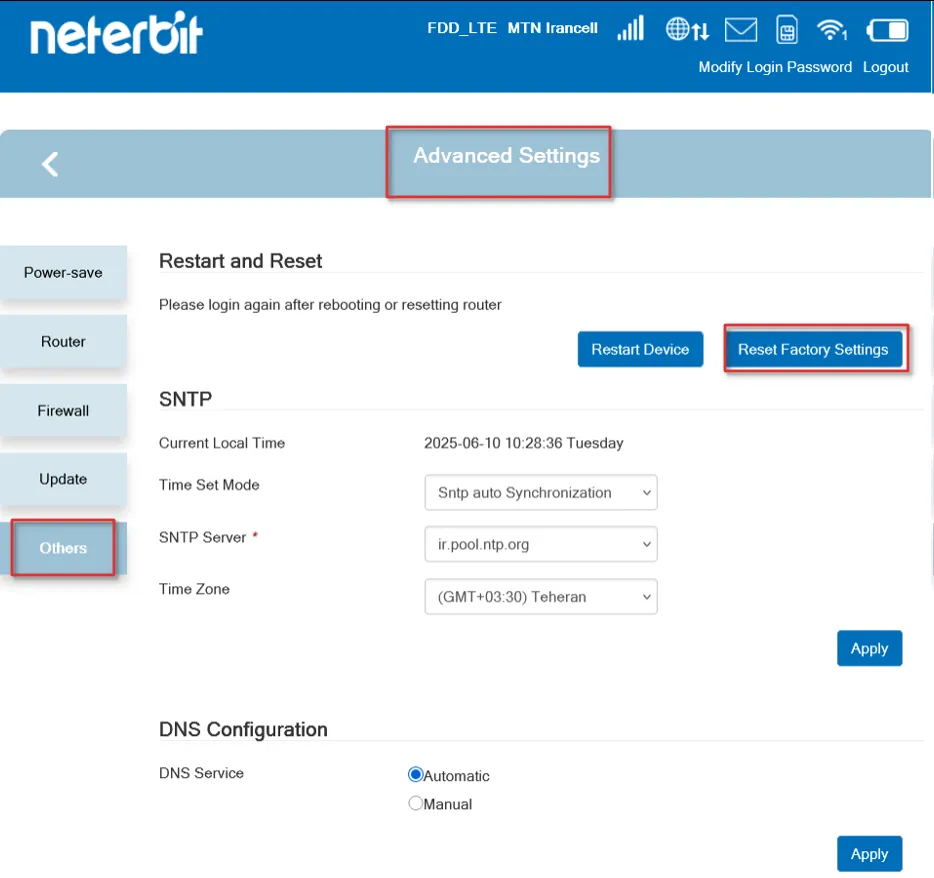 neterbit
FDD_LTE MTN Irancell
1
Modify Login Password Logout
Advanced Settings
Power-save
Router
Firewall
Update
Others
Restart and Reset
Please login again after rebooting or resetting router
Restart Device Reset Factory Settings
SNTP
Current Local Time 2025-06-10 10:28:36 Tuesday
Time Set Mode Sntp auto Synchronization
SNTP Server * ir.pool.ntp.org
Time Zone (GMT+03:30) Teheran
Apply
DNS Configuration
DNS Service Automatic
Manual
Apply